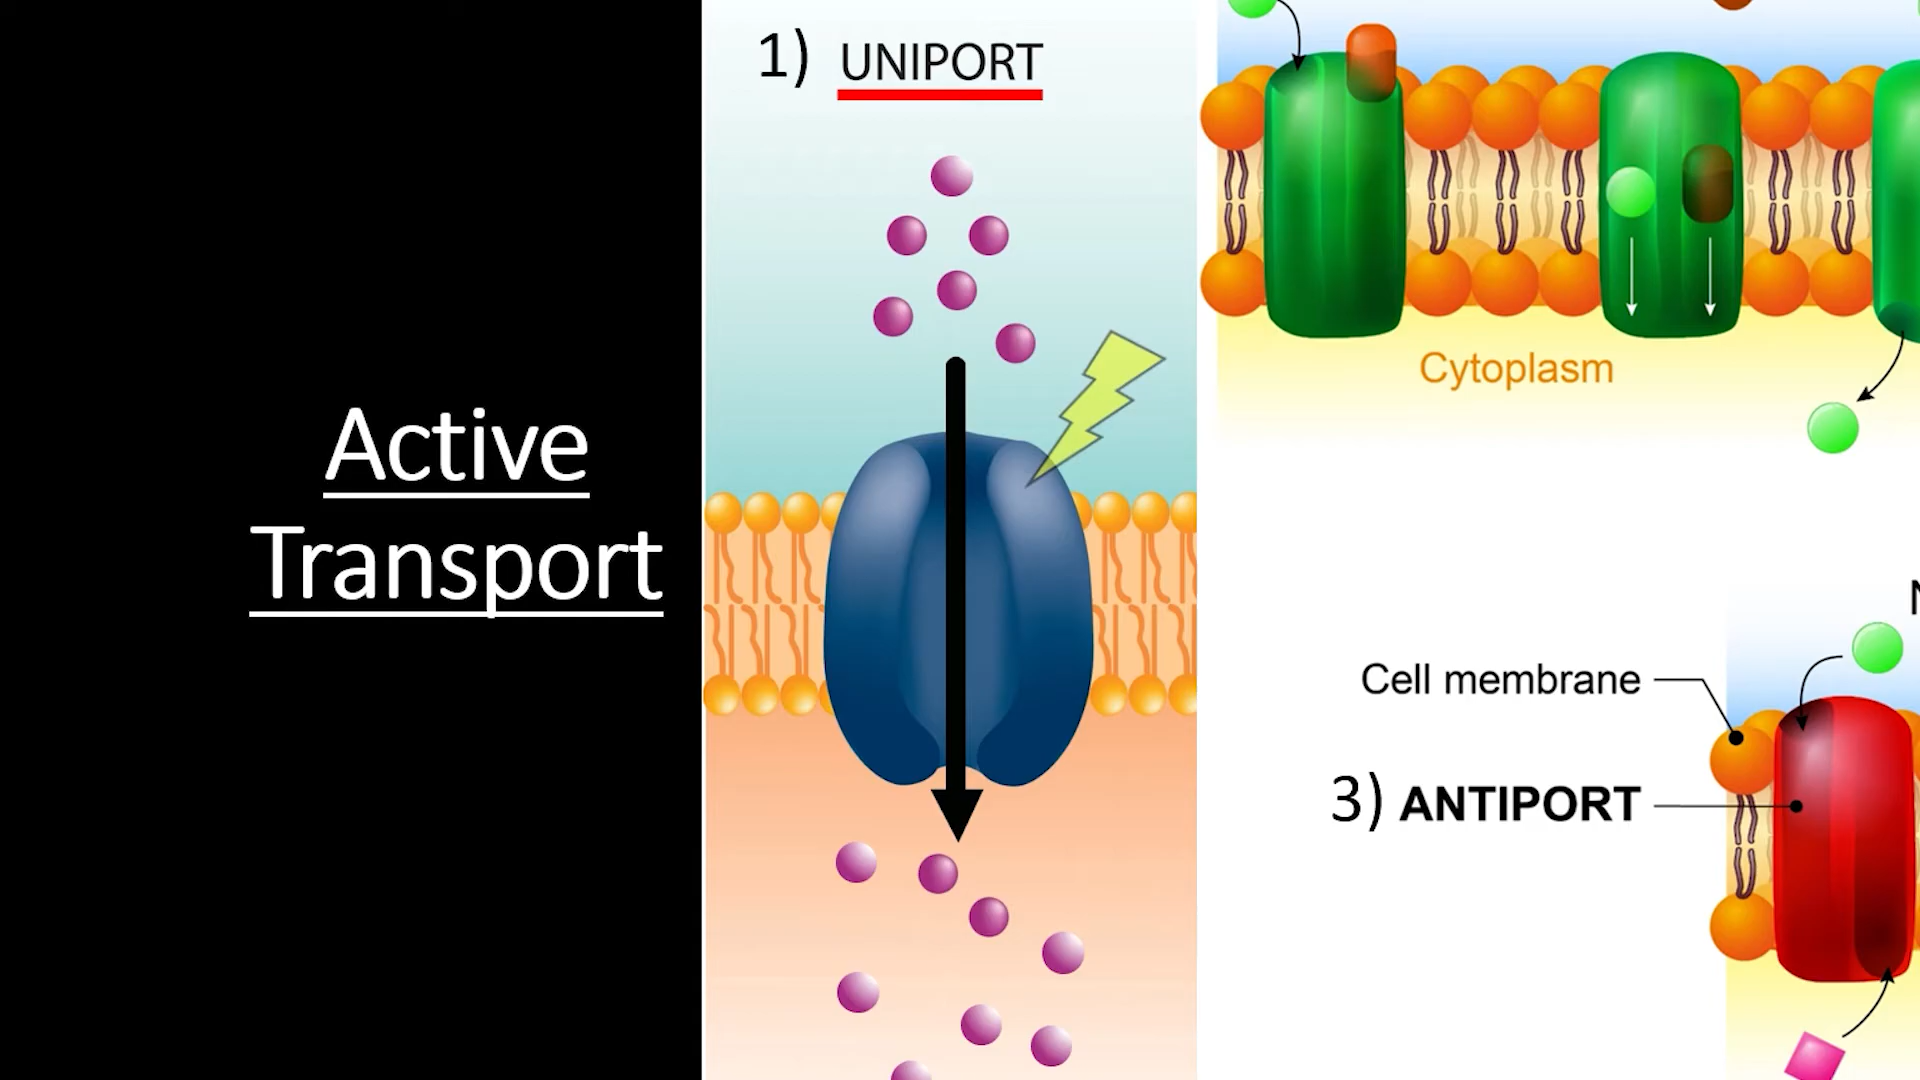 Active
Transport
1) UNIPORT
Cytoplasm
Cell membrane
3) ANTIPORT